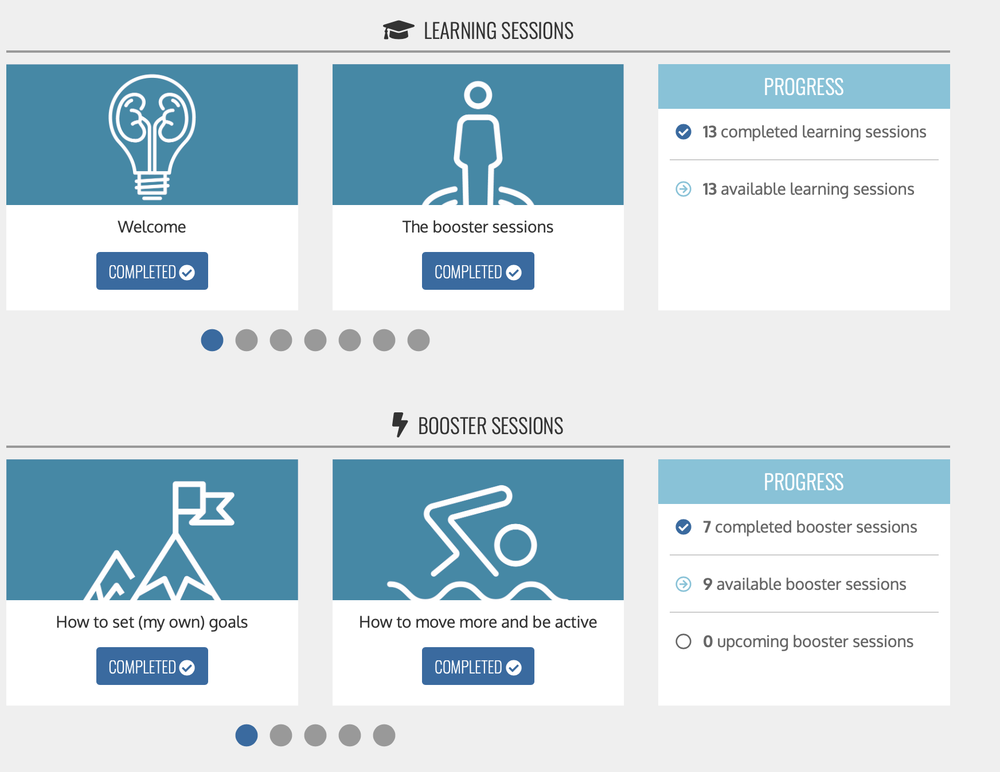 LEARNING SESSIONS
Welcome
COMPLETED
The booster sessions
COMPLETED
PROGRESS
13 completed learning sessions
13 available learning sessions
BOOSTER SESSIONS
How to set (my own) goals
COMPLETED
How to move more and be active
COMPLETED
PROGRESS
7 completed booster sessions
9 available booster sessions
0 upcoming booster sessions